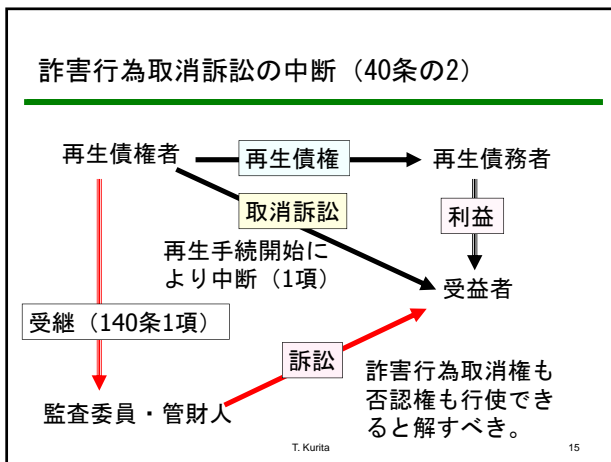 詐害行為取消訴訟の中断（40条の2）
再生債権者
再生債権
再生債務者
取消訴訟
利益
再生手続開始に
より中断（1項）
受益者
受継（140条1項）
訴訟
詐害行為取消権も
否認権も行使でき
ると解すべき。
監査委員・管財人
T. Kurita
15